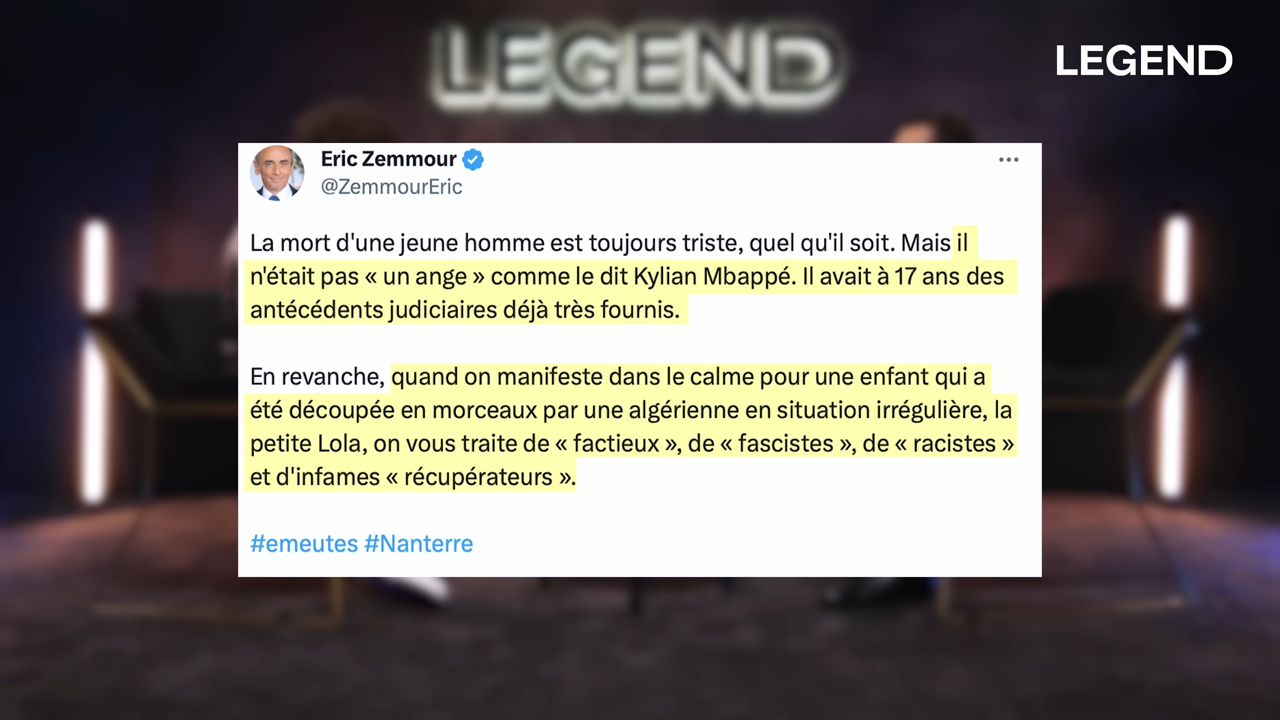 LEGEND
LEGEND
Eric Zemmour
@ZemmourEric
La mort d'une jeune homme est toujours triste, quel qu'il soit. Mais il
n'était pas « un ange » comme le dit Kylian Mbappé. Il avait à 17 ans des
antécédents judiciaires déjà très fournis.
En revanche, quand on manifeste dans le calme pour une enfant qui a
été découpée en morceaux par une algérienne en situation irrégulière, la
petite Lola, on vous traite de « factieux », de « fascistes », de « racistes »
et d'infames « récupérateurs ».
#emeutes #Nanterre